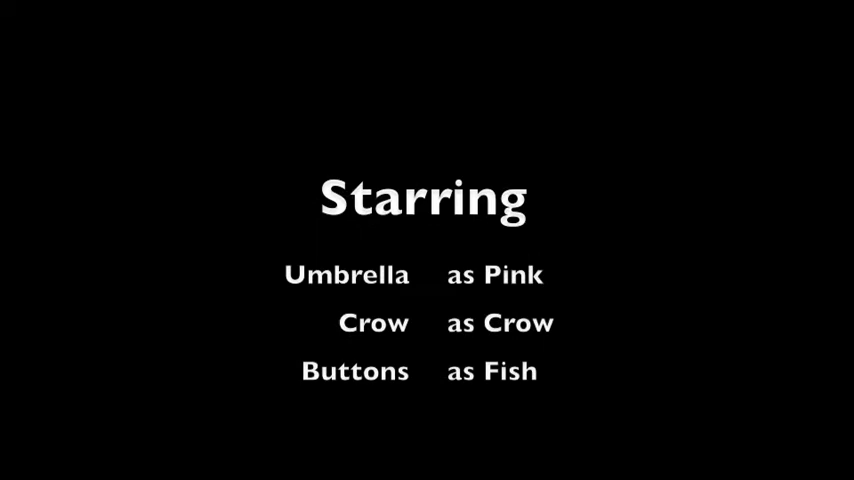 Starring
Umbrella as Pink
Crow as Crow
Buttons as Fish